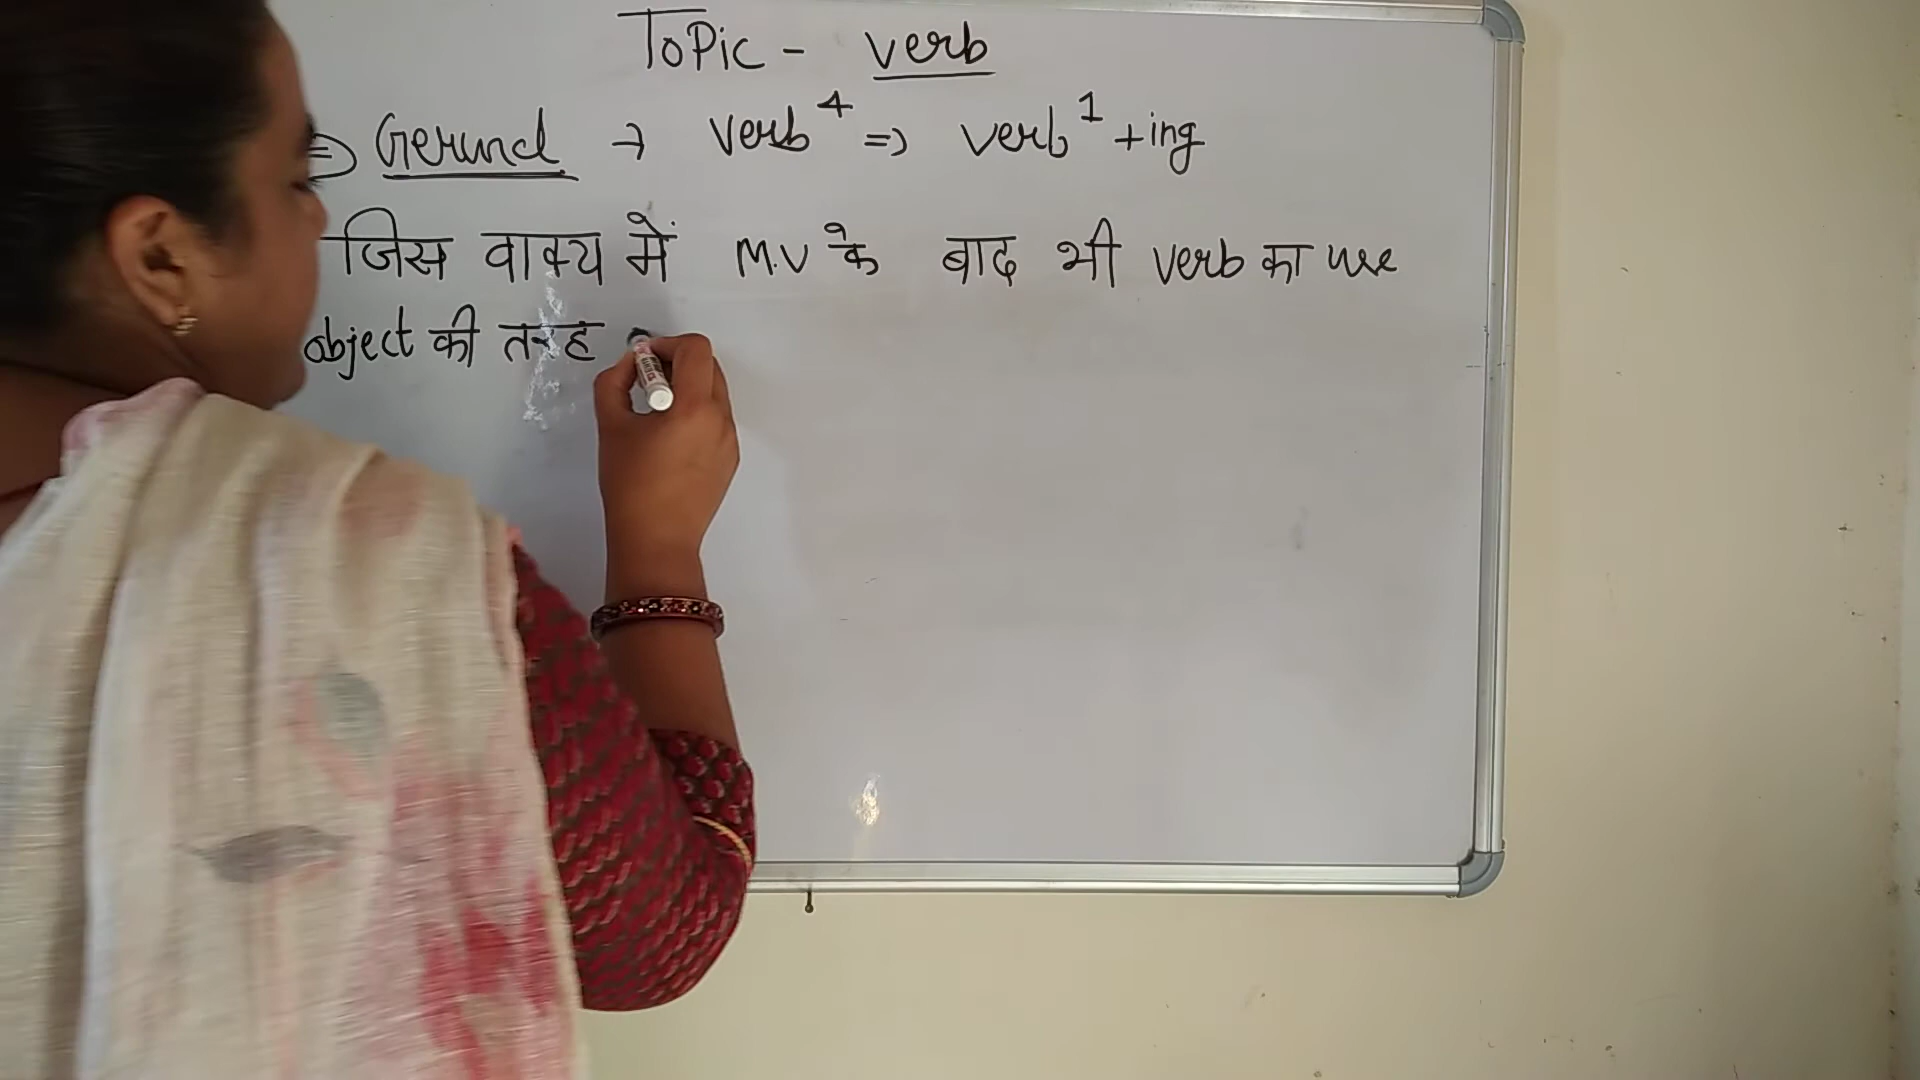 Topic - verb
⇒ Gerund → verb⁴ ⇒ verb¹ +ing
जिस वाक्य में M.V के बाद भी verb का use
object की तरह